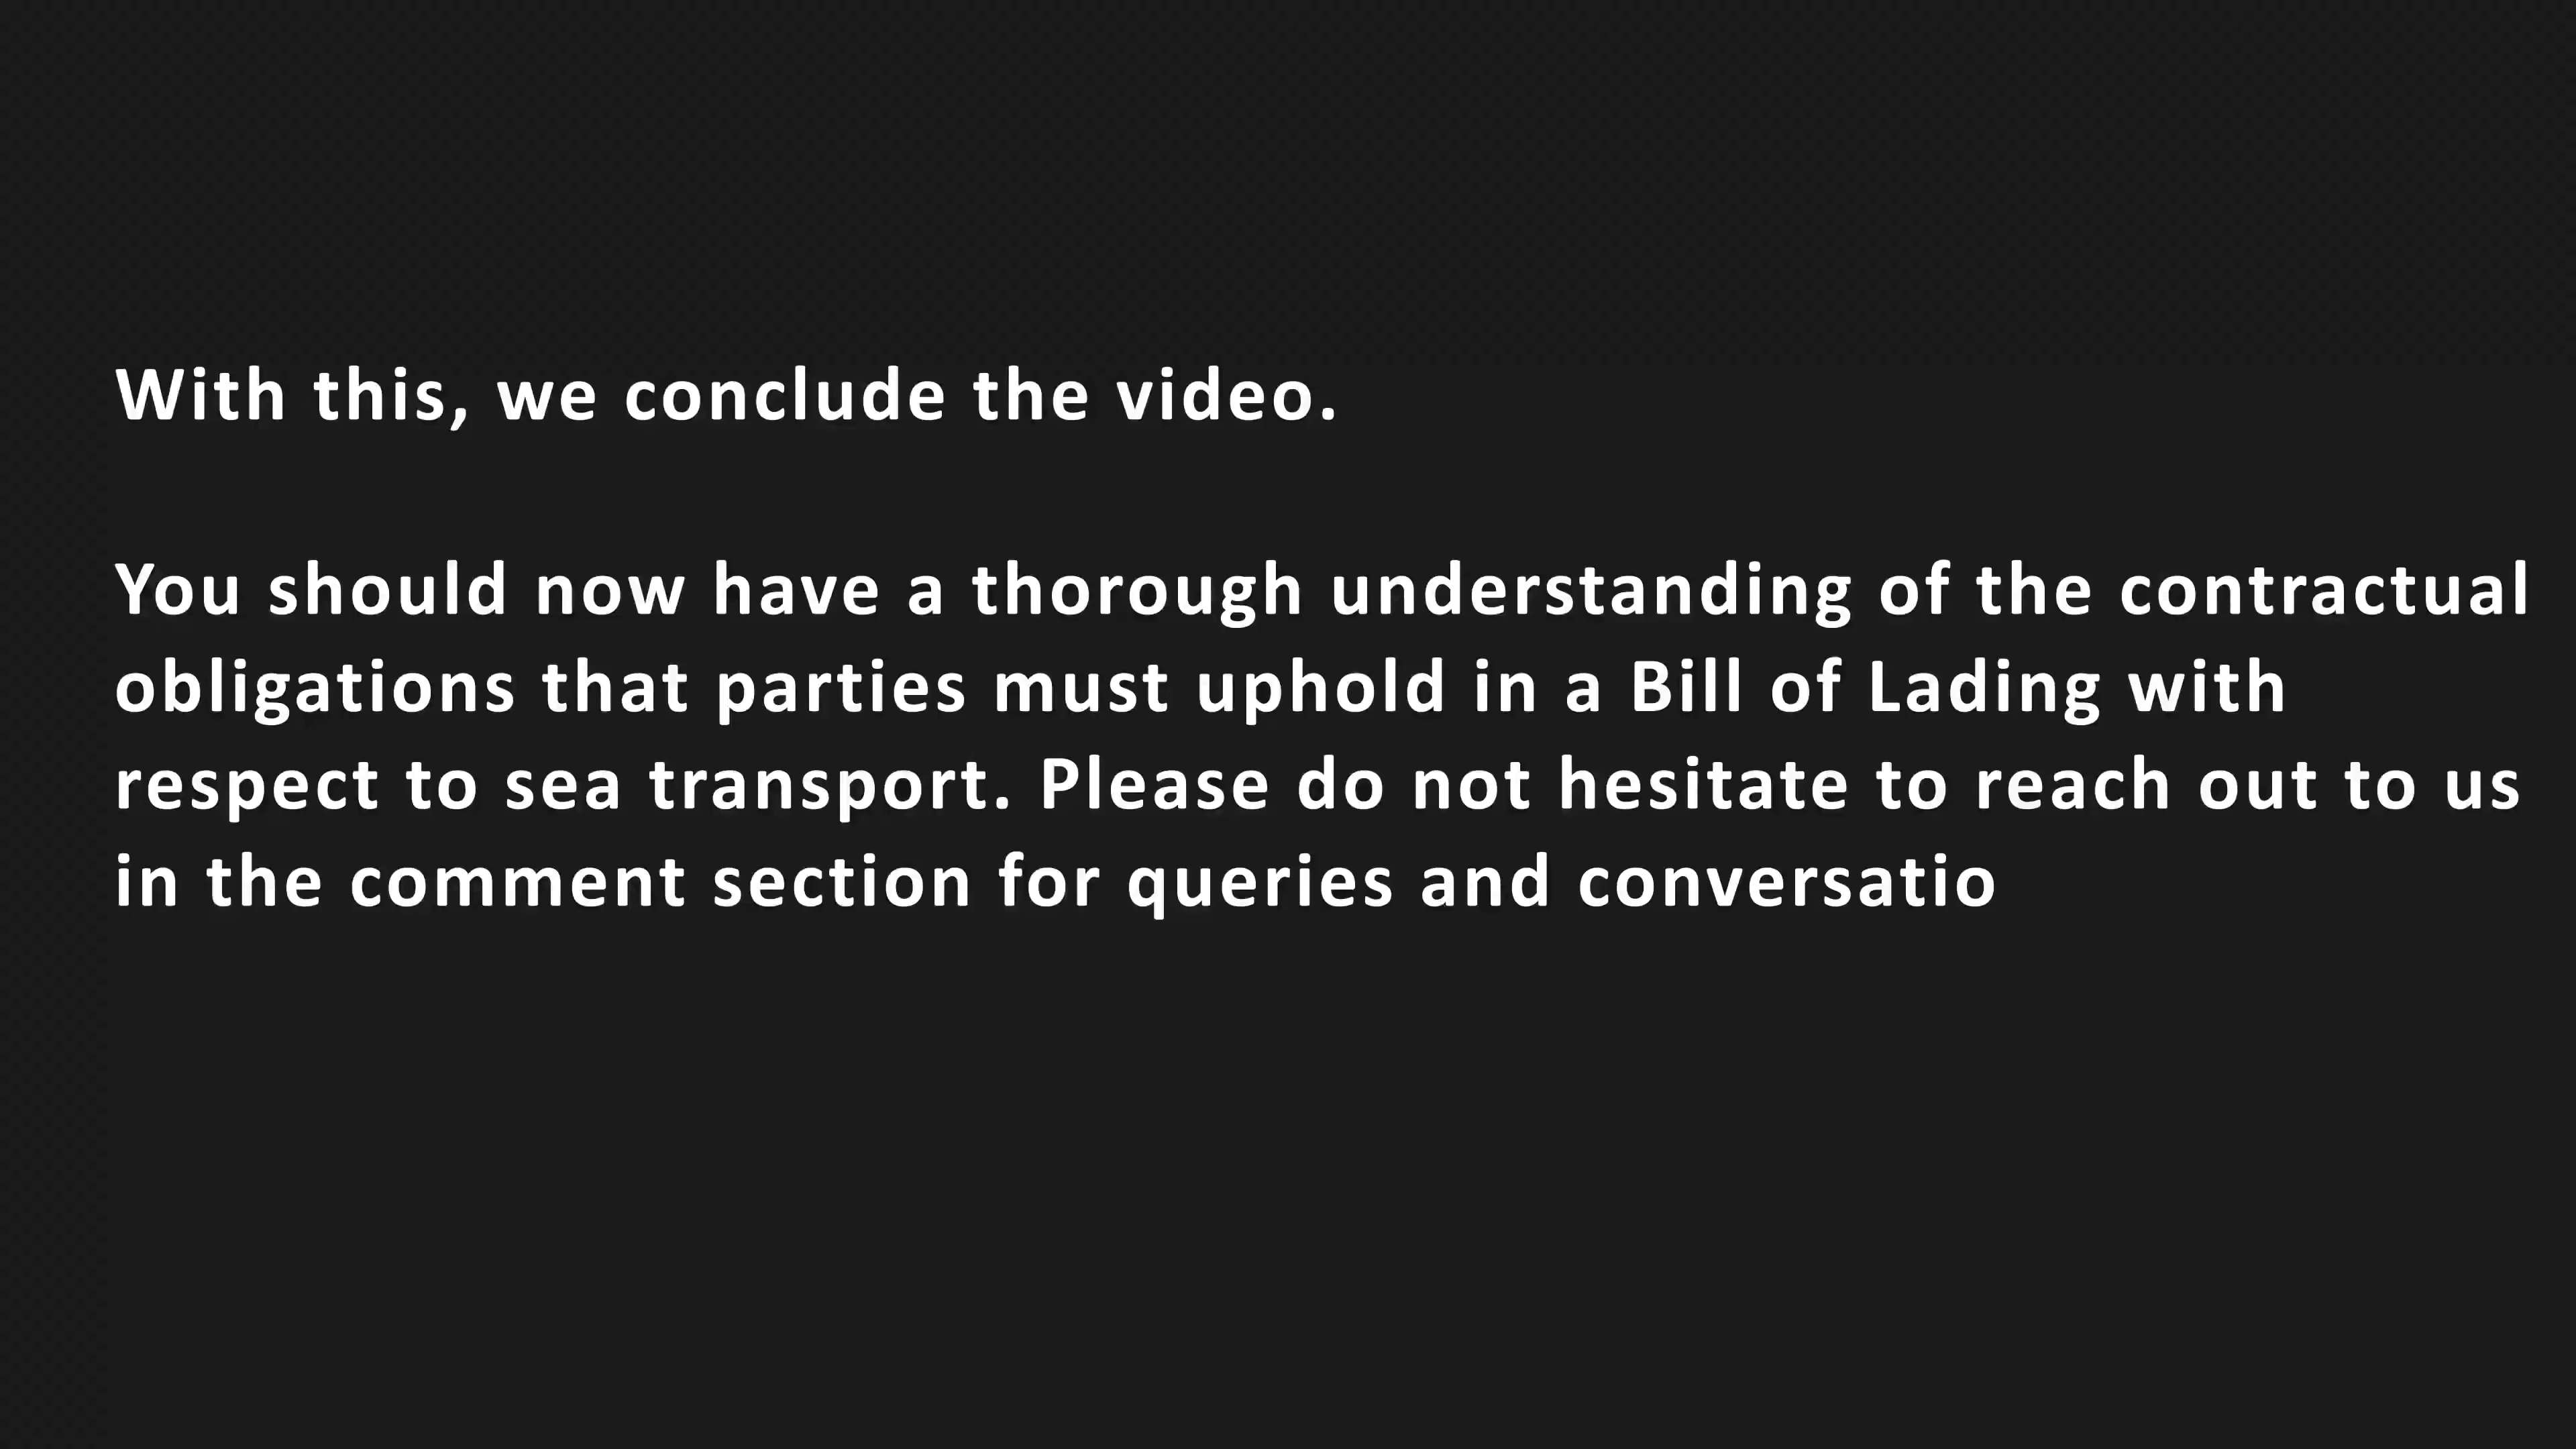 With this, we conclude the video.
You should now have a thorough understanding of the contractual
obligations that parties must uphold in a Bill of Lading with
respect to sea transport. Please do not hesitate to reach out to us
in the comment section for queries and conversatio